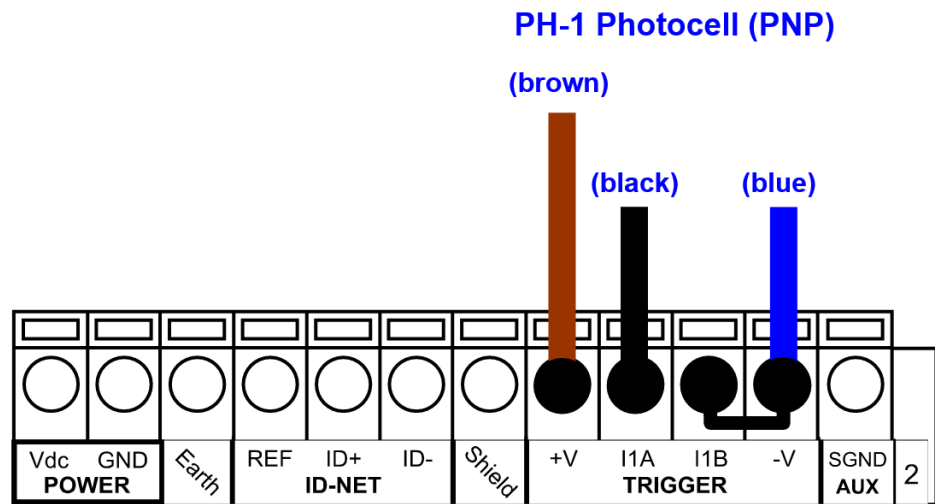 PH-1 Photocell (PNP)
(brown)
(black) (blue)
Vdc GND Earth REF ID+ ID- Shield +V I1A I1B -V SGND 2
POWER ID-NET TRIGGER AUX